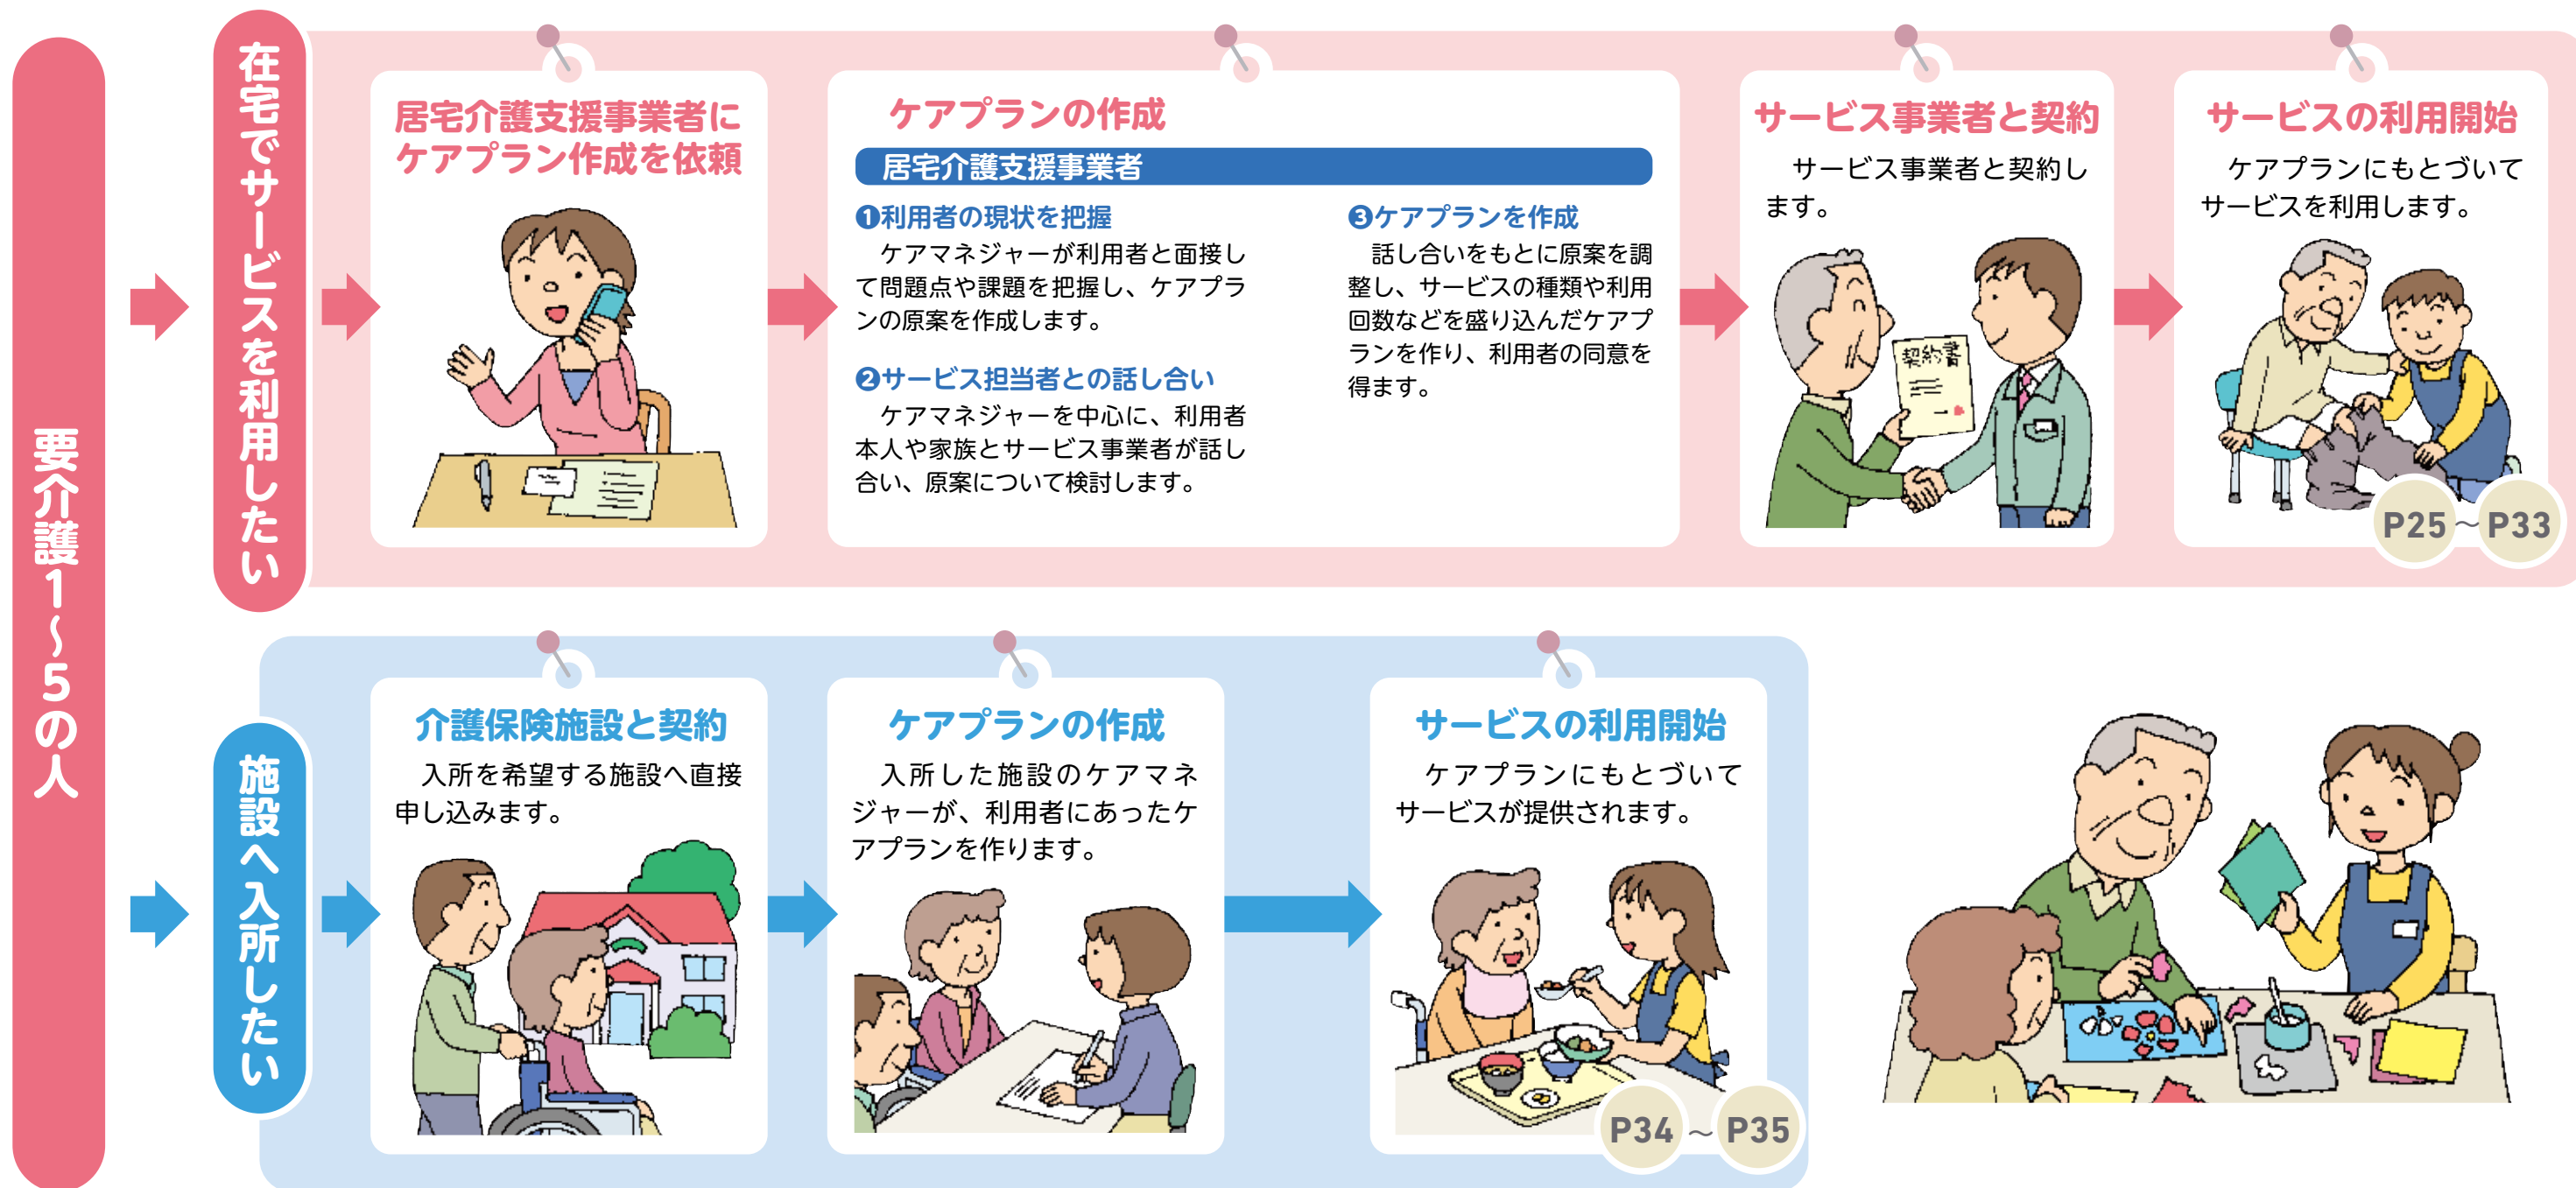 要介護1～5の人
在宅でサービスを利用したい
居宅介護支援事業者に
ケアプラン作成を依頼
ケアプランの作成
居宅介護支援事業者
❶利用者の現状を把握
ケアマネジャーが利用者と面接し
て問題点や課題を把握し、ケアプラ
ンの原案を作成します。
❷サービス担当者との話し合い
ケアマネジャーを中心に、利用者
本人や家族とサービス事業者が話し
合い、原案について検討します。
❸ケアプランを作成
話し合いをもとに原案を調
整し、サービスの種類や利用
回数などを盛り込んだケアプ
ランを作り、利用者の同意を
得ます。
サービス事業者と契約
サービス事業者と契約し
ます。
契約書
サービスの利用開始
ケアプランにもとづいて
サービスを利用します。
P25～P33
施設へ入所したい
介護保険施設と契約
入所を希望する施設へ直接
申し込みます。
ケアプランの作成
入所した施設のケアマネ
ジャーが、利用者にあったケ
アプランを作ります。
サービスの利用開始
ケアプランにもとづいて
サービスが提供されます。
P34～P35